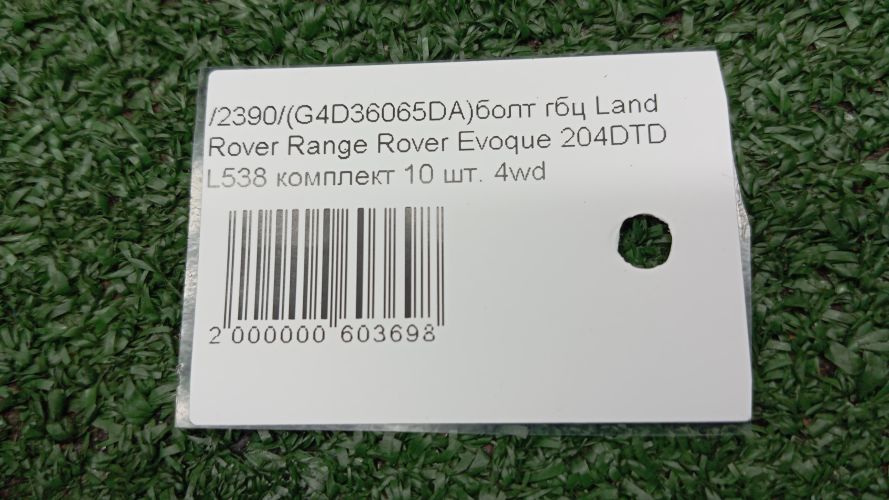 /2390/(G4D36065DA)болт гбц Land
Rover Range Rover Evoque 204DTD
L538 комплект 10 шт. 4wd
2 000000 603698